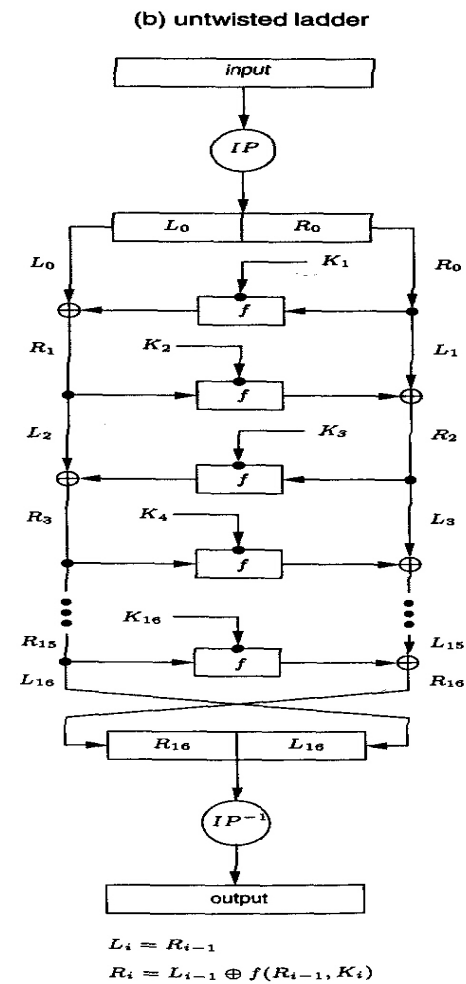 (b) untwisted ladder
input
IP
L₀ R₀
L₀ R₀
K₁
f
R₁ L₁
K₂
f
L₂ R₂
K₃
f
R₃ L₃
K₄
f
K₁₆
R₁₅ L₁₅
f
L₁₆ R₁₆
R₁₆ L₁₆
IP⁻¹
output
Lᵢ = Rᵢ₋₁
Rᵢ = Lᵢ₋₁ ⊕ f(Rᵢ₋₁, Kᵢ)